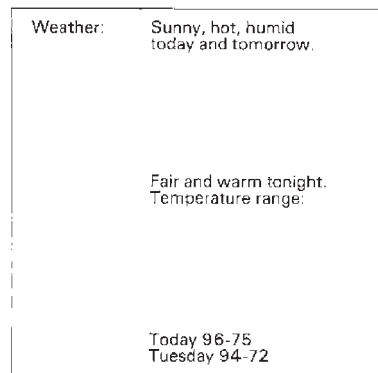 Weather: Sunny, hot, humid
today and tomorrow.
Fair and warm tonight.
Temperature range:
Today 96-75
Tuesday 94-72